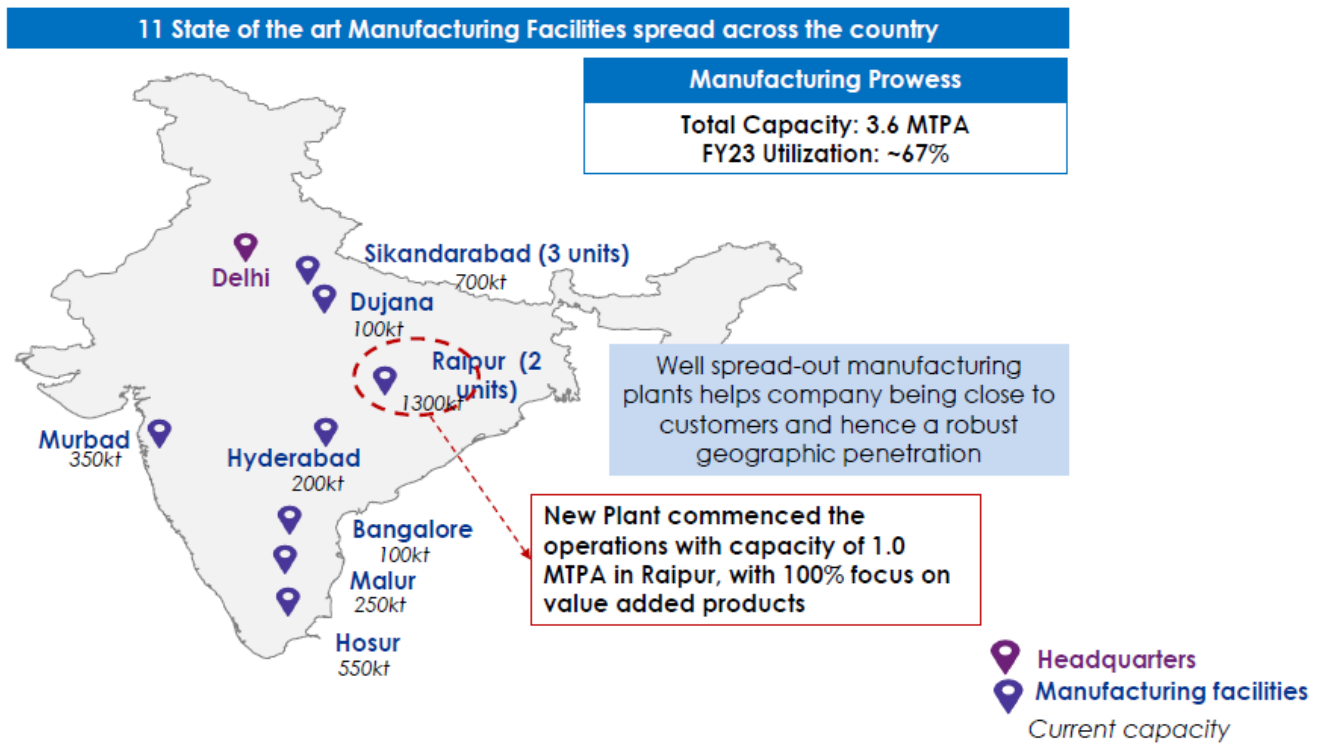 11 State of the art Manufacturing Facilities spread across the country
Manufacturing Prowess
Total Capacity: 3.6 MTPA
FY23 Utilization: ~67%
Delhi
Sikandarabad (3 units)
700kt
Dujana
100kt
Raipur (2
units)
1300kt
Well spread-out manufacturing
plants helps company being close to
customers and hence a robust
geographic penetration
Murbad
350kt
Hyderabad
200kt
New Plant commenced the
operations with capacity of 1.0
MTPA in Raipur, with 100% focus on
value added products
Bangalore
100kt
Malur
250kt
Hosur
550kt
Headquarters
Manufacturing facilities
Current capacity